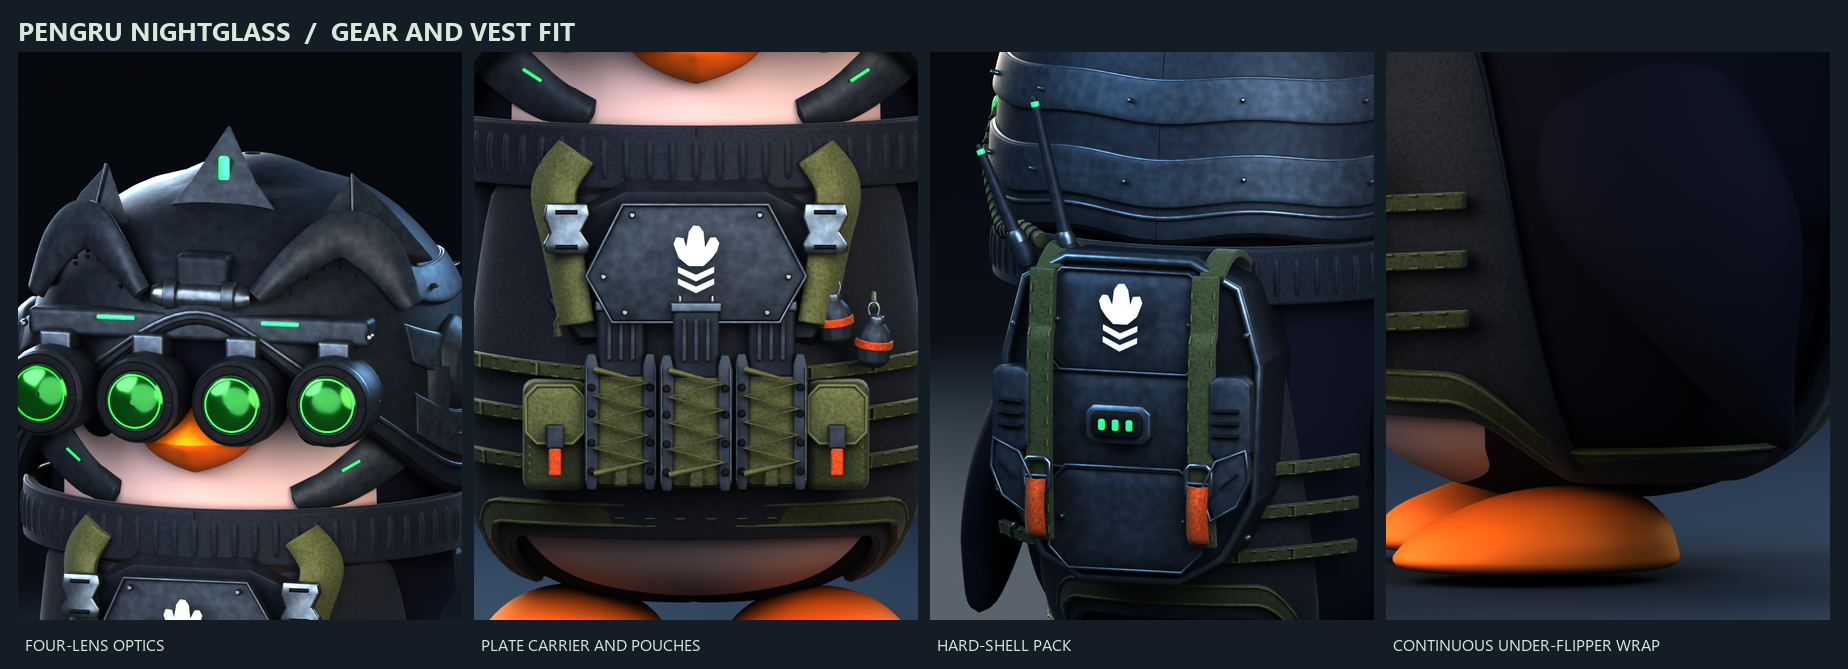 PENGRU NIGHTGLASS / GEAR AND VEST FIT
FOUR-LENS OPTICS
PLATE CARRIER AND POUCHES
HARD-SHELL PACK
CONTINUOUS UNDER-FLIPPER WRAP